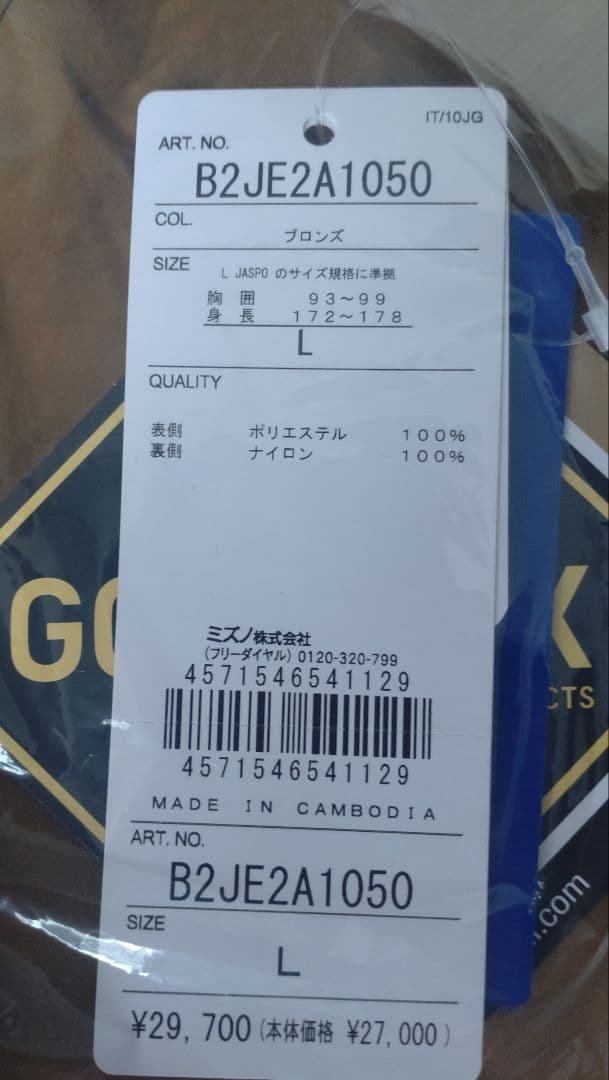 IT/10JG
ART. NO.
B2JE2A1050
COL.
ブロンズ
SIZE
L JASPO のサイズ規格に準拠
胸 囲 93~99
身 長 172~178
L
QUALITY
表側 ポリエステル 100%
裏側 ナイロン 100%
G
X
CTS
ミズノ株式会社
(フリーダイヤル) 0120-320-799
4571546541129
4571546541129
MADE IN CAMBODIA
ART. NO.
B2JE2A1050
.com
SIZE
L
¥29,700(本体価格 ¥27,000)